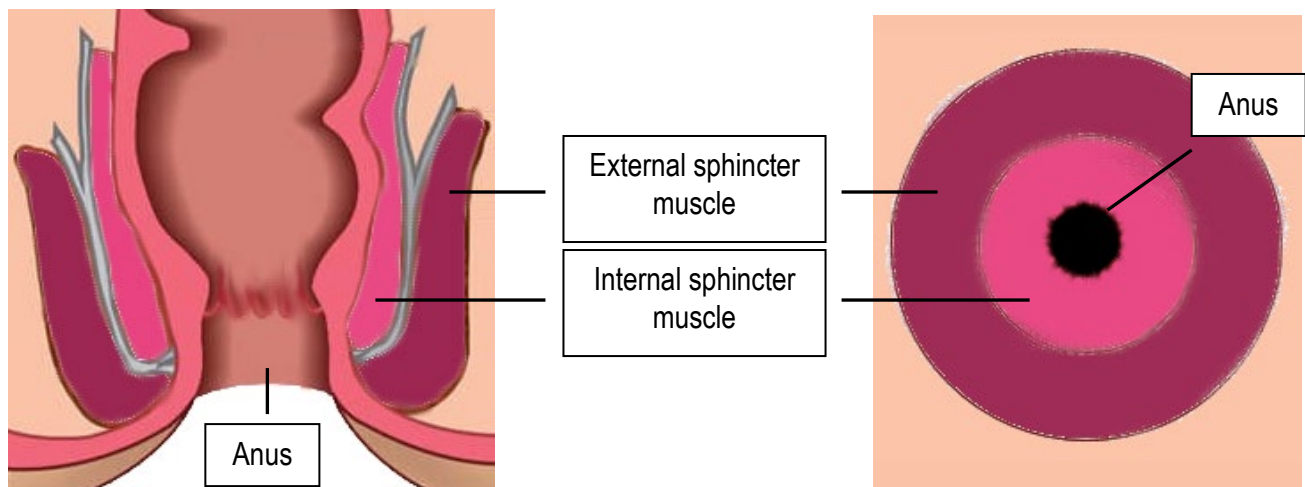 Anus
External sphincter
muscle
Internal sphincter
muscle
Anus